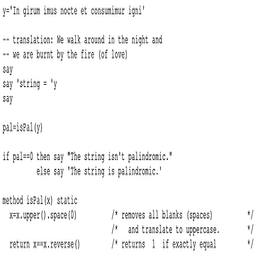 y='In girum imus nocte et consumimur igni'
-- translation: We walk around in the night and
-- we are burnt by the fire (of love)
say
say 'string = 'y
say
pal=isPal(y)
if pal==0 then say "The string isn't palindromic."
else say 'The string is palindromic.'
method isPal(x) static
x=x.upper().space(0) /* removes all blanks (spaces) */
/* and translate to uppercase. */
return x==x.reverse() /* returns 1 if exactly equal */